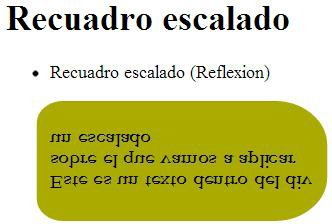 Recuadro escalado
Recuadro escalado (Reflexion)
Este es un texto dentro del div
sobre el que vamos a aplicar
un escalado